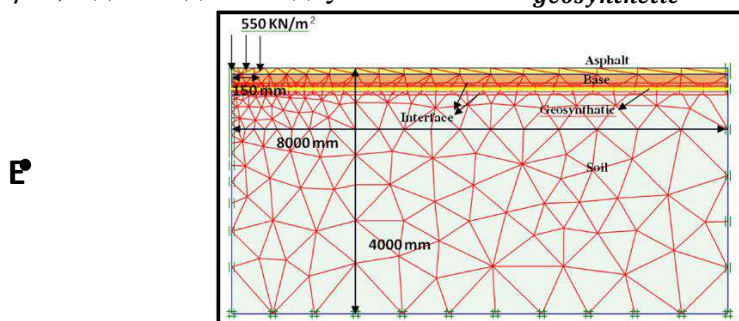 geosynthetic
550 KN/m²
Asphalt
Base
150 mm
Geosynthatic
Interface
8000 mm
Soil
E
4000 mm